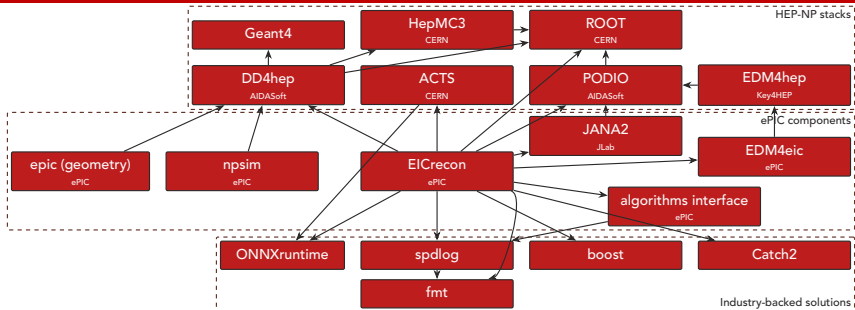 HEP-NP stacks
Geant4
HepMC3
CERN
ROOT
CERN
DD4hep
AIDASoft
ACTS
CERN
PODIO
AIDASoft
EDM4hep
Key4HEP
ePIC components
JANA2
JLab
epic (geometry)
ePIC
npsim
ePIC
EICrecon
ePIC
EDM4eic
ePIC
algorithms interface
ePIC
ONNXruntime
spdlog
boost
Catch2
fmt
Industry-backed solutions